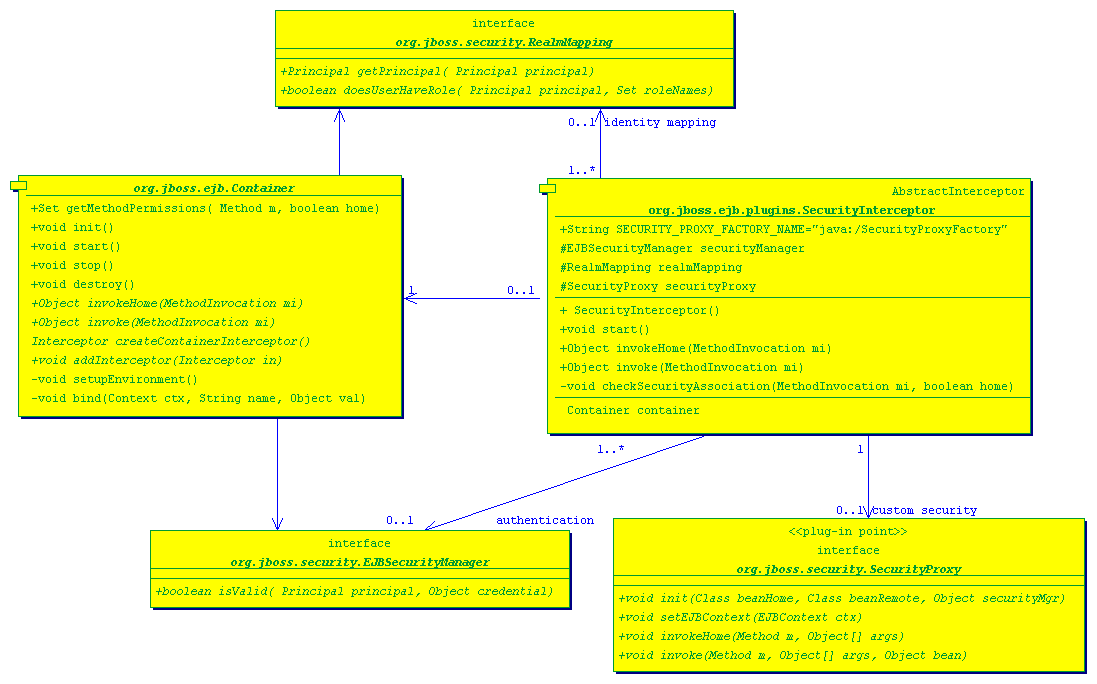 interface
org.jboss.security.RealmMapping
+Principal getPrincipal( Principal principal)
+boolean doesUserHaveRole( Principal principal, Set roleNames)
0..1 identity mapping
1..*
org.jboss.ejb.Container
+Set getMethodPermissions( Method m, boolean home)
+void init()
+void start()
+void stop()
+void destroy()
+Object invokeHome(MethodInvocation mi)
+Object invoke(MethodInvocation mi)
Interceptor createContainerInterceptor()
+void addInterceptor(Interceptor in)
-void setupEnvironment()
-void bind(Context ctx, String name, Object val)
1
0..1
AbstractInterceptor
org.jboss.ejb.plugins.SecurityInterceptor
+String SECURITY_PROXY_FACTORY_NAME="java:/SecurityProxyFactory"
#EJBSecurityManager securityManager
#RealmMapping realmMapping
#SecurityProxy securityProxy
+ SecurityInterceptor()
+void start()
+Object invokeHome(MethodInvocation mi)
+Object invoke(MethodInvocation mi)
-void checkSecurityAssociation(MethodInvocation mi, boolean home)
Container container
1..*
1
0..1
authentication
0..1 custom security
interface
org.jboss.security.EJBSecurityManager
+boolean isValid( Principal principal, Object credential)
<<plug-in point>>
interface
org.jboss.security.SecurityProxy
+void init(Class beanHome, Class beanRemote, Object securityMgr)
+void setEJBContext(EJBContext ctx)
+void invokeHome(Method m, Object[] args)
+void invoke(Method m, Object[] args, Object bean)